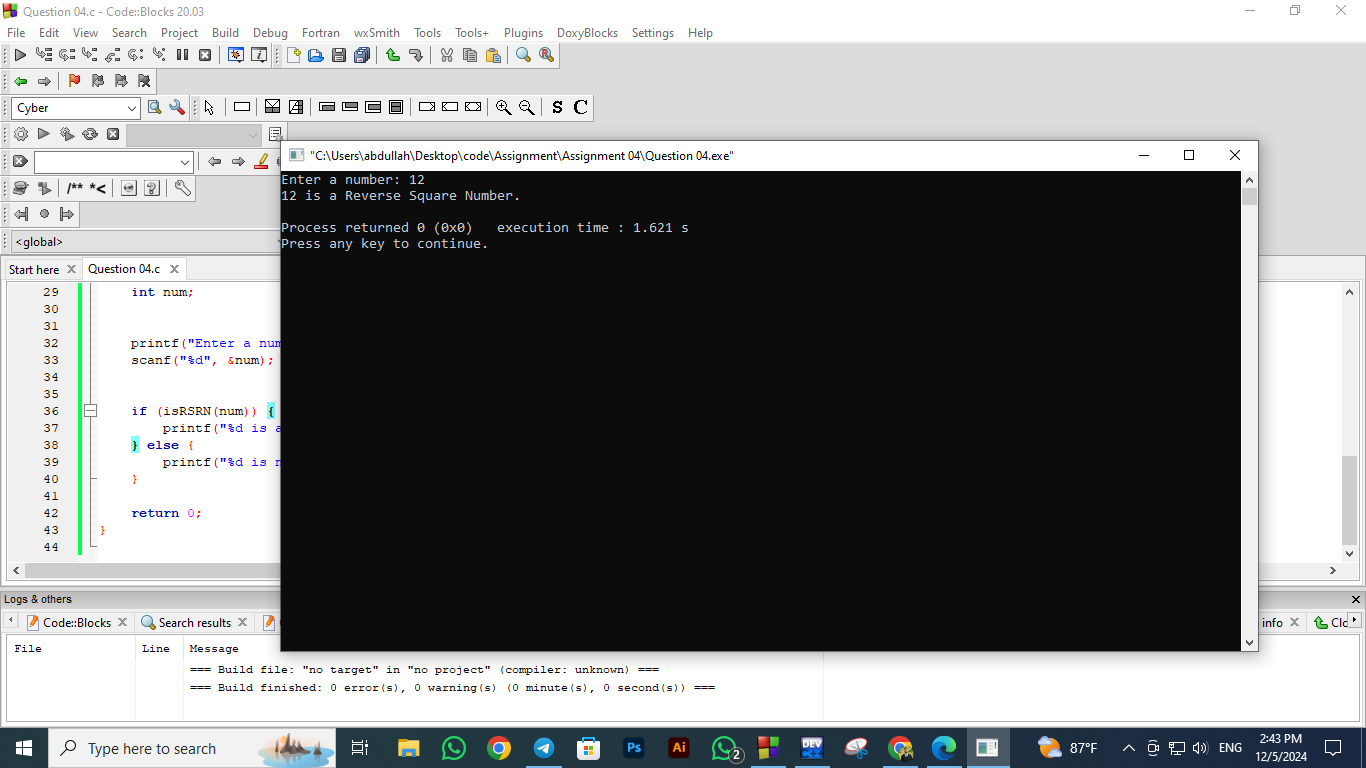 Question 04.c - Code::Blocks 20.03
File Edit View Search Project Build Debug Fortran wxSmith Tools Tools+ Plugins DoxyBlocks Settings Help
Cyber
S C
/** *<
<global>
"C:\Users\abdullah\Desktop\code\Assignment\Assignment 04\Question 04.exe"
Enter a number: 12
12 is a Reverse Square Number.
Process returned 0 (0x0)   execution time : 1.621 s
Press any key to continue.
Start here Question 04.c
29 int num;
30
31
32 printf("Enter a num
33 scanf("%d", &num);
34
35
36 if (isRSRN(num)) {
37 printf("%d is a
38 } else {
39 printf("%d is n
40 }
41
42 return 0;
43 }
44
Logs & others
Code::Blocks Search results info Clo
File Line Message
=== Build file: "no target" in "no project" (compiler: unknown) ===
=== Build finished: 0 error(s), 0 warning(s) (0 minute(s), 0 second(s)) ===
Type here to search Ps Ai 2 DEV 87°F ENG 2:43 PM
12/5/2024